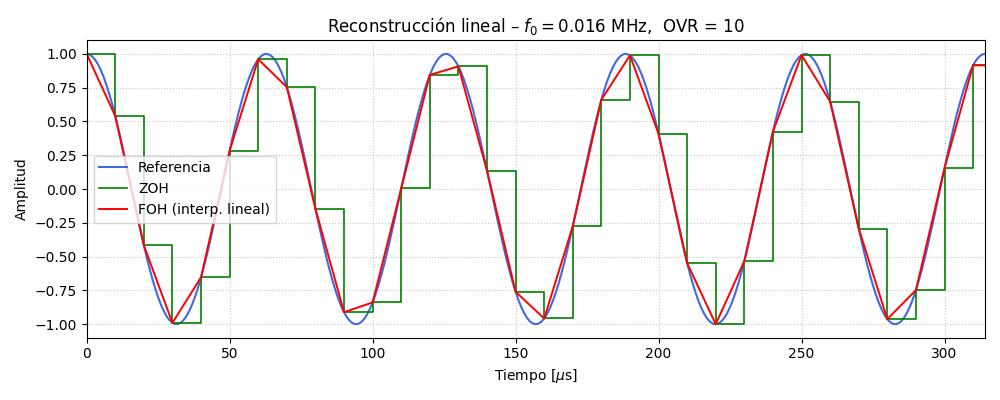 Reconstrucción lineal – f₀ = 0.016 MHz, OVR = 10
Amplitud
1.00
0.75
0.50
0.25
0.00
−0.25
−0.50
−0.75
−1.00
Referencia
ZOH
FOH (interp. lineal)
0 50 100 150 200 250 300
Tiempo [μs]